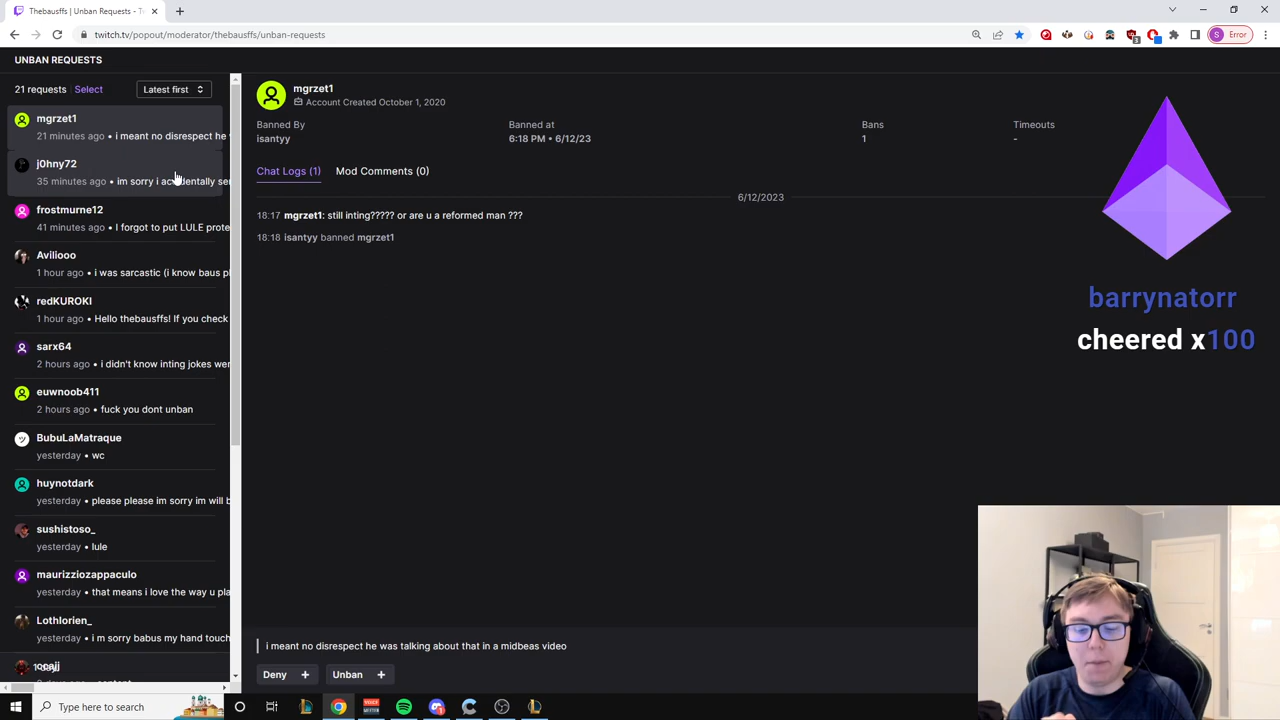 Thebausffs | Unban Requests - Tw
twitch.tv/popout/moderator/thebausffs/unban-requests
S Error
UNBAN REQUESTS
21 requests Select Latest first
mgrzet1
21 minutes ago • i meant no disrespect he
j0hny72
35 minutes ago • im sorry i accidentally ser
frostmurne12
41 minutes ago • I forgot to put LULE prote
Aviliooo
1 hour ago • i was sarcastic (i know baus pl
redKUROKI
1 hour ago • Hello thebausffs! If you check
sarx64
2 hours ago • i didn't know inting jokes wer
euwnoob411
2 hours ago • fuck you dont unban
BubuLaMatraque
yesterday • wc
huynotdark
yesterday • please please im sorry im will b
sushistoso_
yesterday • lule
maurizziozappaculo
yesterday • that means i love the way u pla
Lothlorien_
yesterday • i m sorry babus my hand touch
mgrzet1
Account Created October 1, 2020
Banned By Banned at Bans Timeouts
isantyy 6:18 PM • 6/12/23 1 -
Chat Logs (1) Mod Comments (0)
6/12/2023
18:17 mgrzet1: still inting????? or are u a reformed man ???
18:18 isantyy banned mgrzet1
barrynatorr
cheered x100
i meant no disrespect he was talking about that in a midbeas video
Deny + Unban +
Type here to search